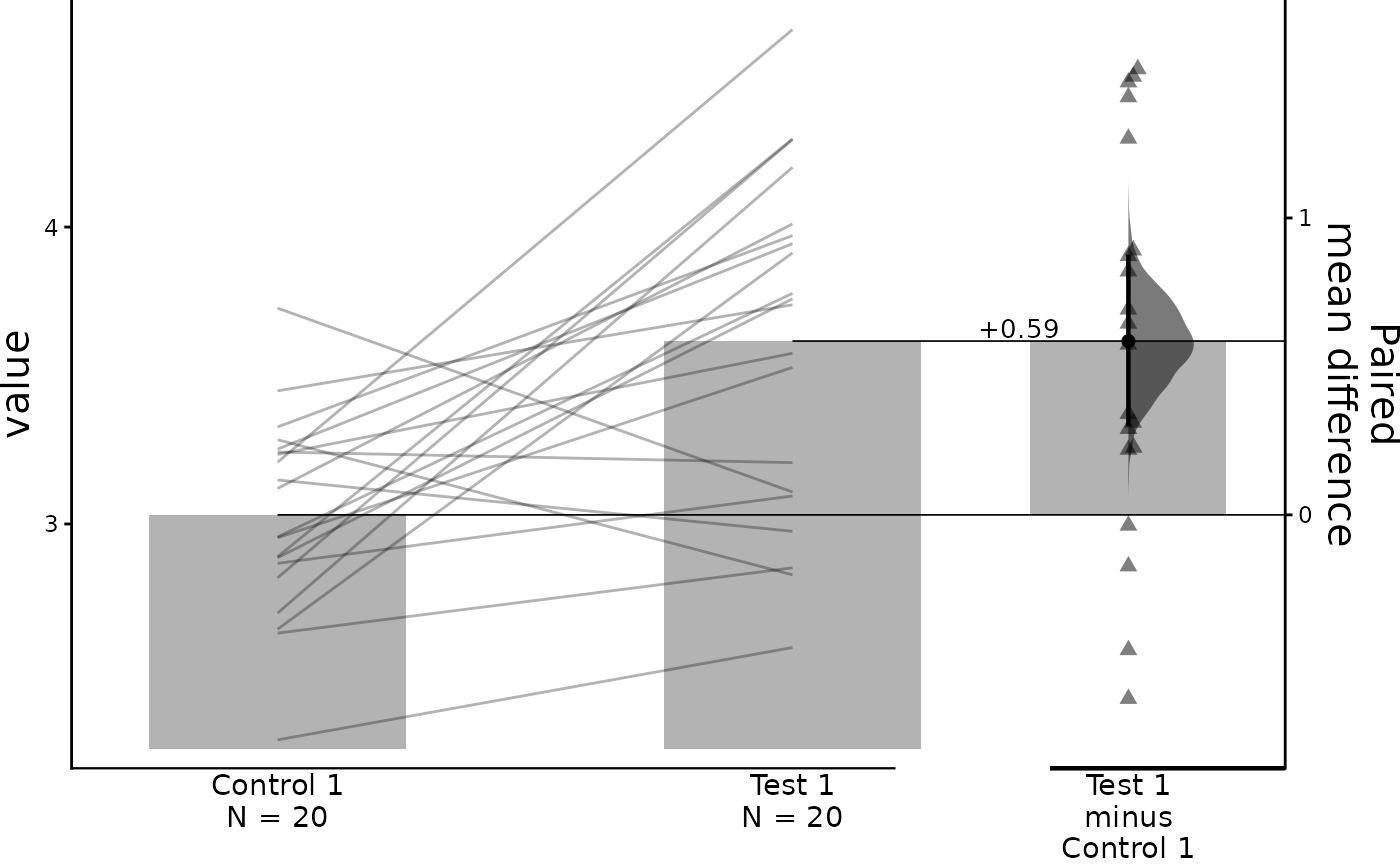 value
4
3
Control 1
N = 20
Test 1
N = 20
+0.59
Test 1
minus
Control 1
1
0
Paired
mean difference